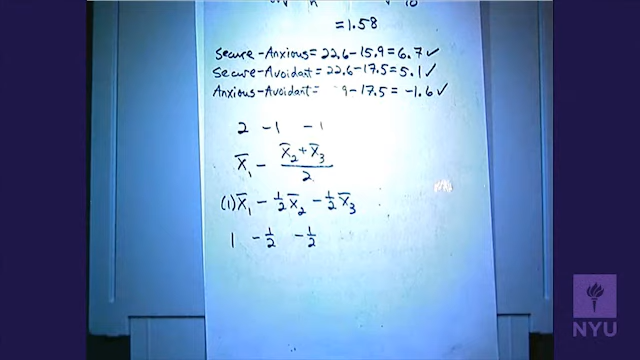 = 1.58
Secure-Anxious = 22.6 - 15.9 = 6.7 ✓
Secure-Avoidant = 22.6 - 17.5 = 5.1 ✓
Anxious-Avoidant = 9 - 17.5 = -1.6 ✓
2 -1 -1
X̄₁ - (X̄₂ + X̄₃)/2
(1)X̄₁ - ½X̄₂ - ½X̄₃
1 -½ -½
NYU